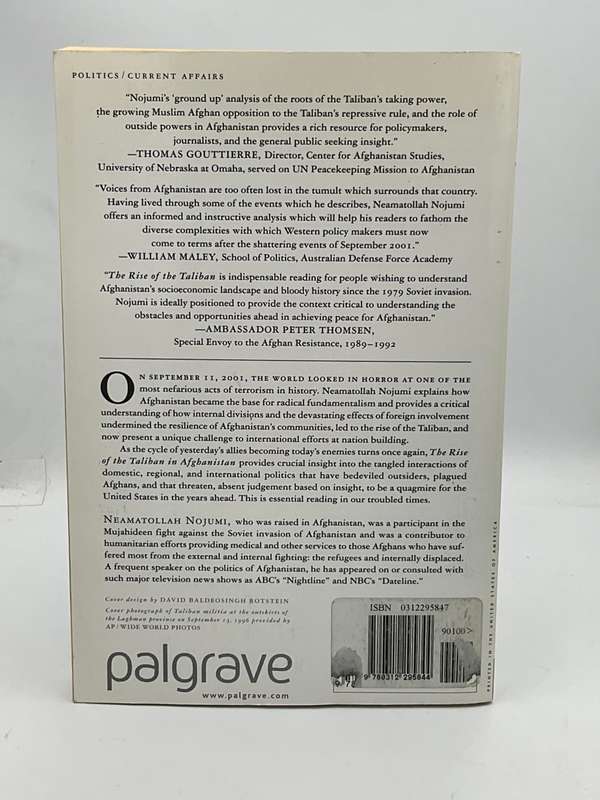 POLITICS/CURRENT AFFAIRS
"Nojumi's 'ground up' analysis of the roots of the Taliban's taking power,
the growing Muslim Afghan opposition to the Taliban's repressive rule, and the role of
outside powers in Afghanistan provides a rich resource for policymakers,
journalists, and the general public seeking insight."
—THOMAS GOUTTIERRE, Director, Center for Afghanistan Studies,
University of Nebraska at Omaha, served on UN Peacekeeping Mission to Afghanistan
"Voices from Afghanistan are too often lost in the tumult which surrounds that country.
Having lived through some of the events which he describes, Neamatollah Nojumi
offers an informed and instructive analysis which will help his readers to fathom the
diverse complexities with which Western policy makers must now
come to terms after the shattering events of September 2001."
—WILLIAM MALEY, School of Politics, Australian Defense Force Academy
"The Rise of the Taliban is indispensable reading for people wishing to understand
Afghanistan's socioeconomic landscape and bloody history since the 1979 Soviet invasion.
Nojumi is ideally positioned to provide the context critical to understanding the
obstacles and opportunities ahead in achieving peace for Afghanistan."
—AMBASSADOR PETER THOMSEN,
Special Envoy to the Afghan Resistance, 1989–1992
ON SEPTEMBER 11, 2001, THE WORLD LOOKED IN HORROR AT ONE OF THE
most nefarious acts of terrorism in history. Neamatollah Nojumi explains how
Afghanistan became the base for radical fundamentalism and provides a critical
understanding of how internal divisions and the devastating effects of foreign involvement
undermined the resilience of Afghanistan's communities, led to the rise of the Taliban, and
now present a unique challenge to international efforts at nation building.
As the cycle of yesterday's allies becoming today's enemies turns once again, The Rise
of the Taliban in Afghanistan provides crucial insight into the tangled interactions of
domestic, regional, and international politics that have bedeviled outsiders, plagued
Afghans, and that threaten, absent judgement based on insight, to be a quagmire for the
United States in the years ahead. This is essential reading in our troubled times.
NEAMATOLLAH NOJUMI, who was raised in Afghanistan, was a participant in the
Mujahideen fight against the Soviet invasion of Afghanistan and was a contributor to
humanitarian efforts providing medical and other services to those Afghans who have suf-
fered most from the external and internal fighting: the refugees and internally displaced.
A frequent speaker on the politics of Afghanistan, he has appeared on or consulted with
such major television news shows as ABC's "Nightline" and NBC's "Dateline."
Cover design by DAVID BALDEOSINGH ROTSTEIN
Cover photograph of Taliban militia at the outskirts of
the Laghman province on September 13, 1996 provided by
AP/WIDE WORLD PHOTOS
palgrave
www.palgrave.com
ISBN 0312295847
90100>
9 780312 295844
PRINTED IN THE UNITED STATES OF AMERICA